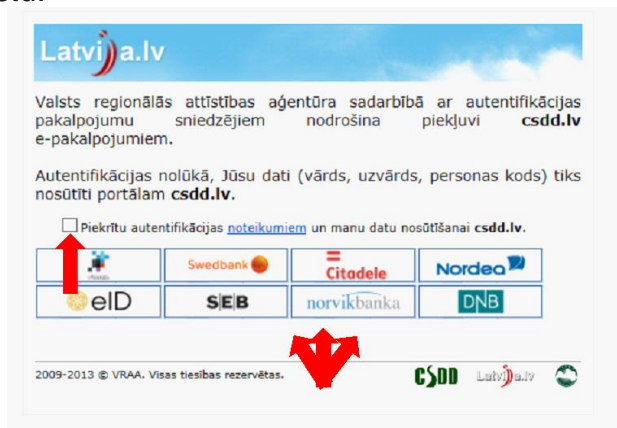 Latvija.lv
Valsts reģionālās attīstības aģentūra sadarbībā ar autentifikācijas
pakalpojumu sniedzējiem nodrošina piekļuvi csdd.lv
e-pakalpojumiem.
Autentifikācijas nolūkā, Jūsu dati (vārds, uzvārds, personas kods) tiks
nosūtīti portālam csdd.lv.
Piekrītu autentifikācijas noteikumiem un manu datu nosūtīšanai csdd.lv.
Swedbank Citadele Nordea
eID SEB norvikbanka DNB
2009-2013 © VRAA. Visas tiesības rezervētas. CSDD Latvija.lv